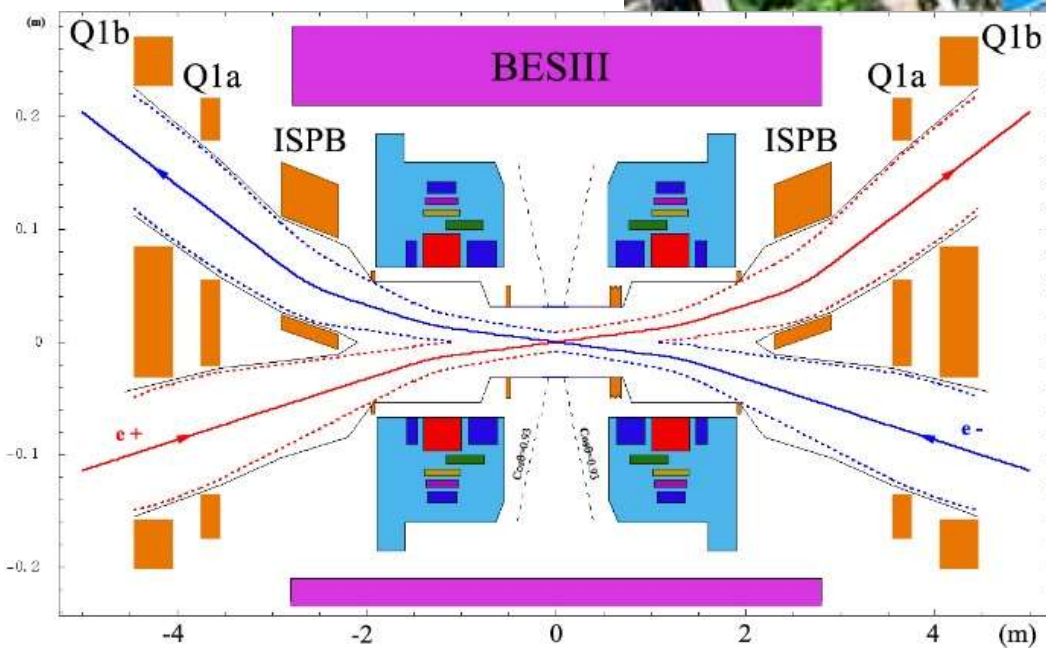 (m)
Q1b
Q1b
Q1a
BESIII
Q1a
ISPB
ISPB
0.2
0.1
0
-0.1
-0.2
e+
e-
Cosθ=0.93
Cosθ=0.93
-4
-2
0
2
4
(m)